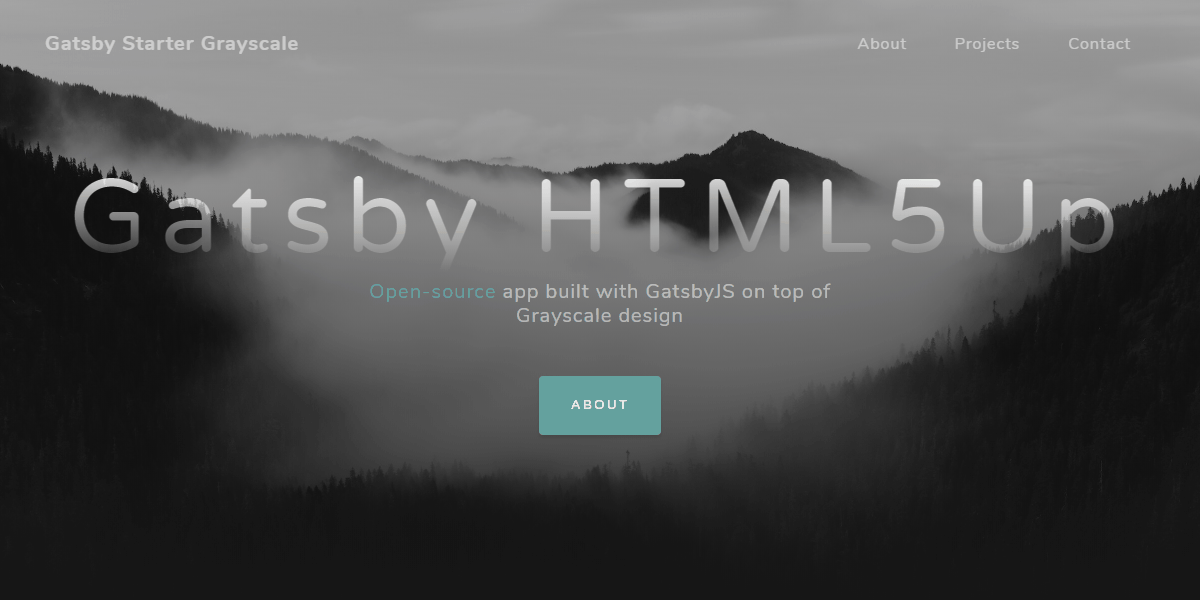 Gatsby Starter Grayscale
About
Projects
Contact
Gatsby HTML5Up
Open-source app built with GatsbyJS on top of
Grayscale design
ABOUT